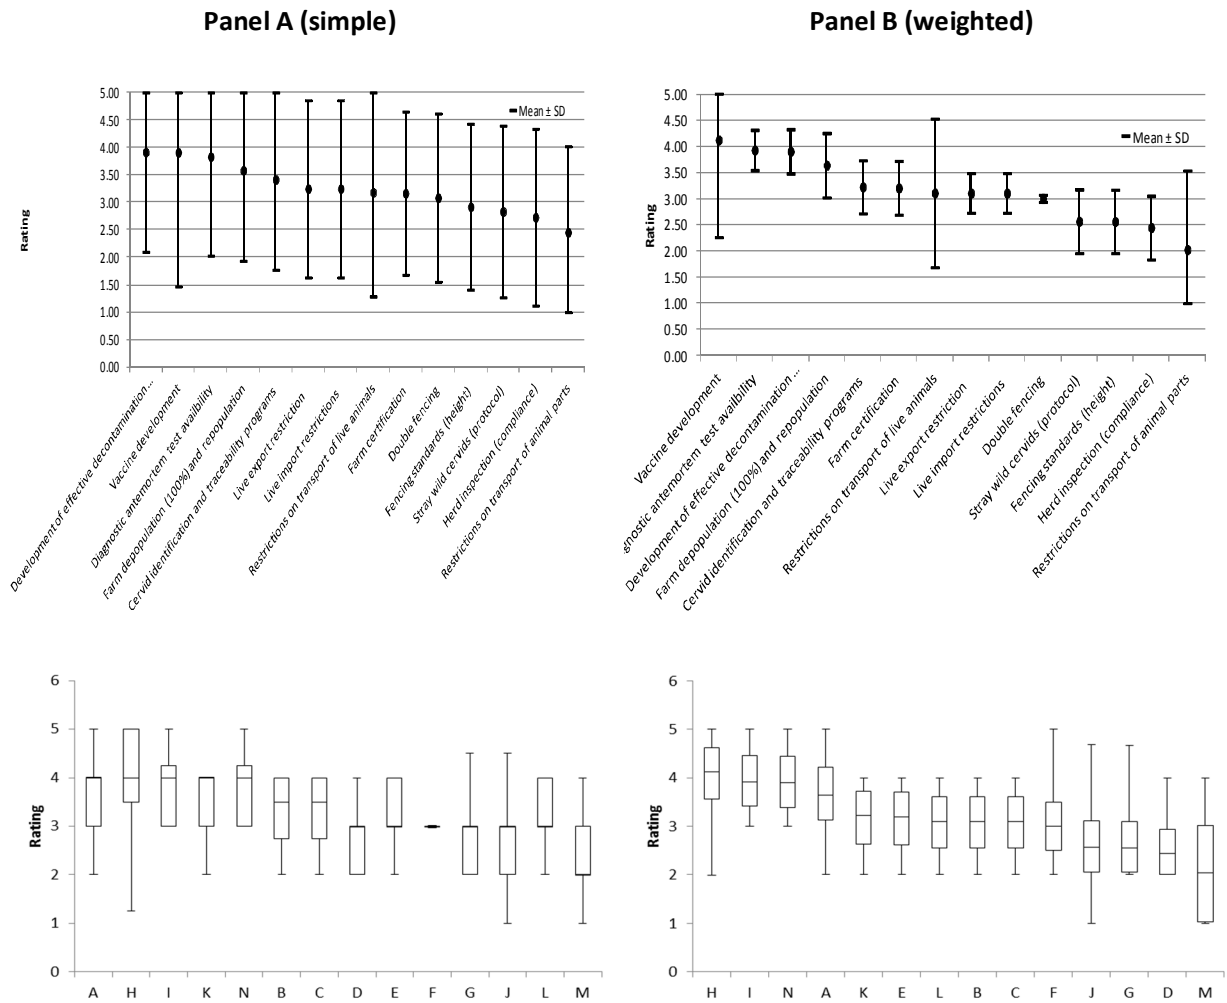 Panel A (simple)
Panel B (weighted)
5.00
4.50
4.00
3.50
3.00
2.50
2.00
1.50
1.00
0.50
0.00
Rating
Mean ± SD
Development of effective decontamination...
Vaccine development
Diagnostic antemortem test availbility
Farm depopulation (100%) and repopulation
Cervid identification and traceability programs
Live export restriction
Live import restrictions
Restrictions on transport of live animals
Farm certification
Double fencing
Fencing standards (height)
Stray wild cervids (protocol)
Herd inspection (compliance)
Restrictions on transport of animal parts
5.00
4.50
4.00
3.50
3.00
2.50
2.00
1.50
1.00
0.50
0.00
Rating
Mean ± SD
Vaccine development
gnostic antemortem test availbility
Development of effective decontamination...
Farm depopulation (100%) and repopulation
Cervid identification and traceability programs
Farm certification
Restrictions on transport of live animals
Live export restriction
Live import restrictions
Double fencing
Stray wild cervids (protocol)
Fencing standards (height)
Herd inspection (compliance)
Restrictions on transport of animal parts
6
5
4
3
2
1
0
Rating
A H I K N B C D E F G J L M
6
5
4
3
2
1
0
Rating
H I N A K E L B C F J G D M